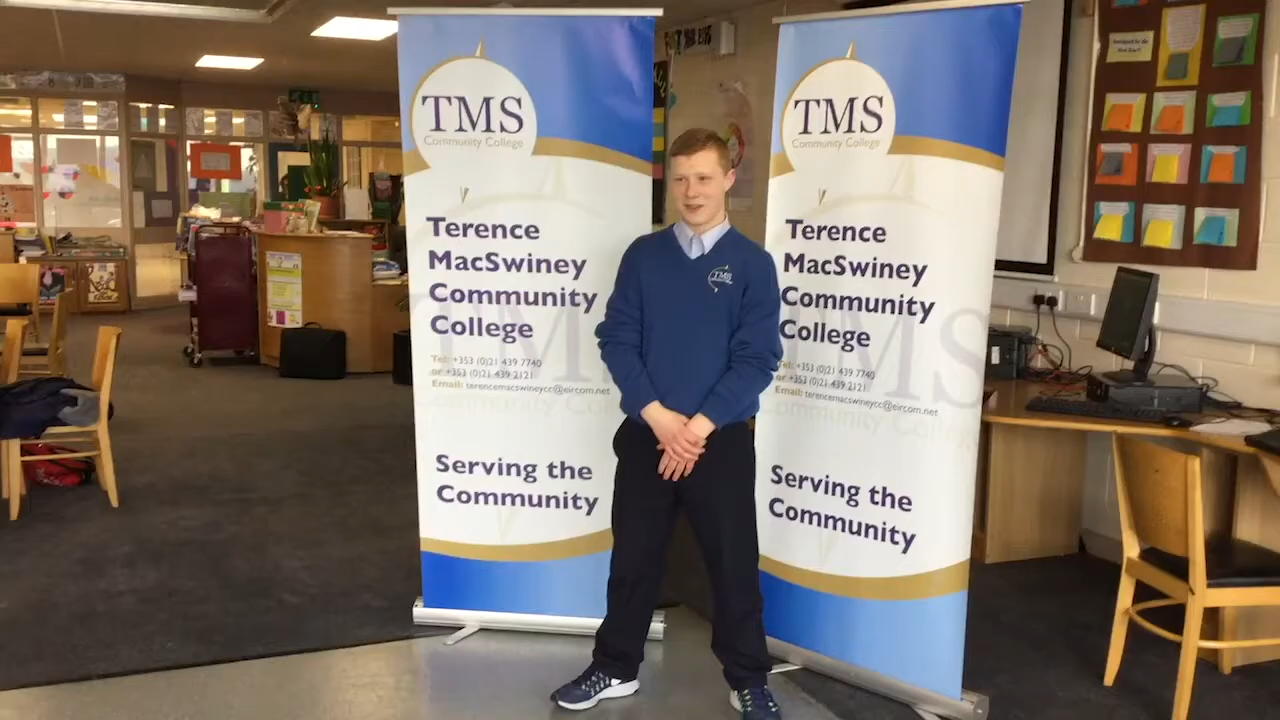 TMS
Community College
Terence
MacSwiney
Community
College
Tel: +353 (0)21 439 7740
or +353 (0)21 439 2121
Email: terencemacswineycc@eircom.net
Serving the
Community
TMS
TMS
Community College
Terence
MacSwiney
Community
College
Tel: +353 (0)21 439 7740
or +353 (0)21 439 2121
Email: terencemacswineycc@eircom.net
Serving the
Community